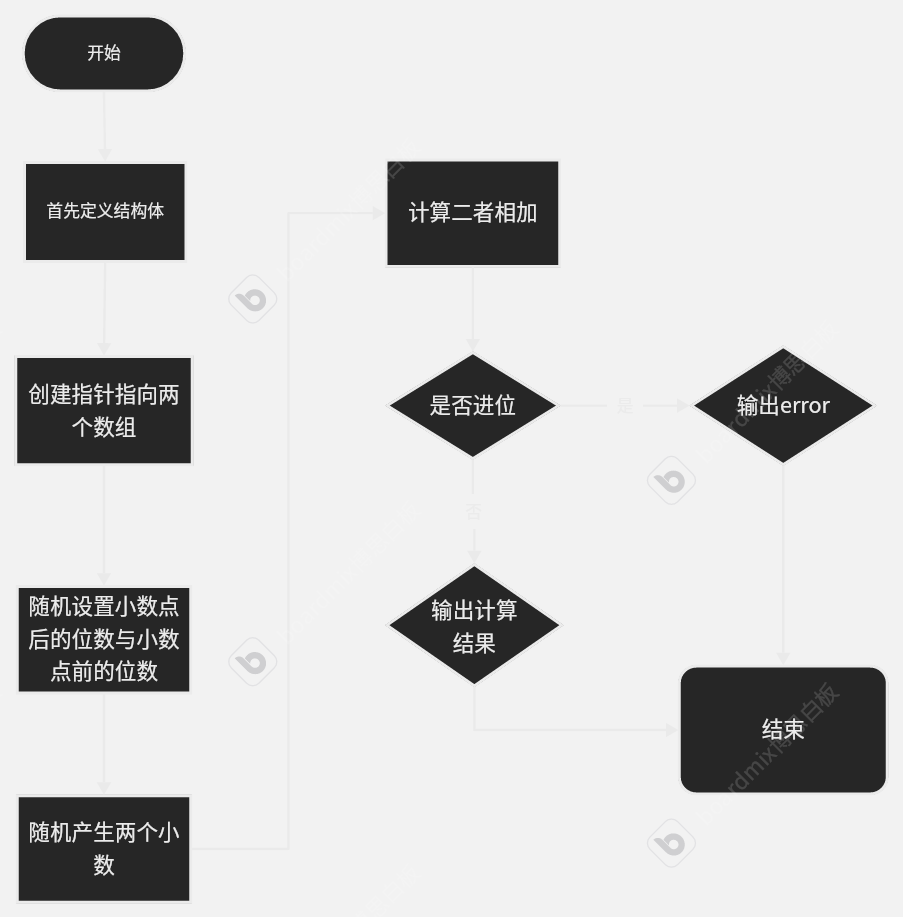 开始
首先定义结构体
创建指针指向两
个数组
随机设置小数点
后的位数与小数
点前的位数
随机产生两个小
数
计算二者相加
是否进位
是
输出error
否
输出计算
结果
结束